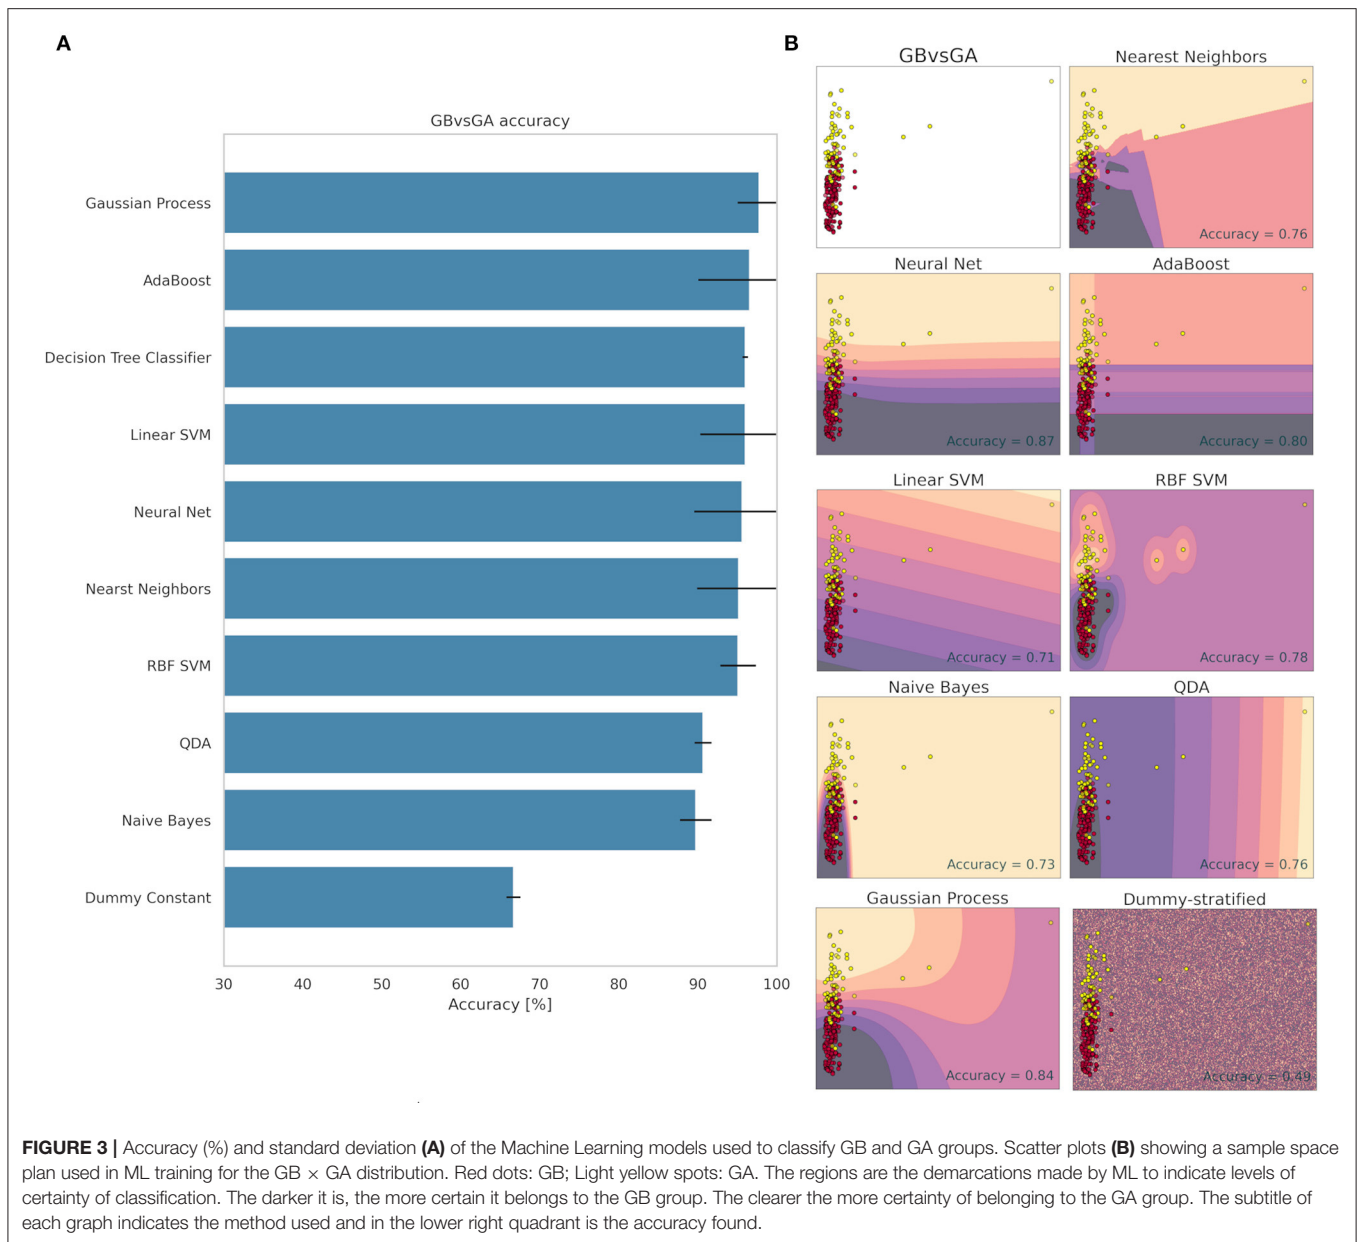 A
GBvsGA accuracy
Gaussian Process
AdaBoost
Decision Tree Classifier
Linear SVM
Neural Net
Nearst Neighbors
RBF SVM
QDA
Naive Bayes
Dummy Constant
30 40 50 60 70 80 90 100
Accuracy [%]
B
GBvsGA
Nearest Neighbors
Accuracy = 0.76
Neural Net
Accuracy = 0.87
AdaBoost
Accuracy = 0.80
Linear SVM
Accuracy = 0.71
RBF SVM
Accuracy = 0.78
Naive Bayes
Accuracy = 0.73
QDA
Accuracy = 0.76
Gaussian Process
Accuracy = 0.84
Dummy-stratified
Accuracy = 0.49
FIGURE 3 | Accuracy (%) and standard deviation (A) of the Machine Learning models used to classify GB and GA groups. Scatter plots (B) showing a sample space
plan used in ML training for the GB × GA distribution. Red dots: GB; Light yellow spots: GA. The regions are the demarcations made by ML to indicate levels of
certainty of classification. The darker it is, the more certain it belongs to the GB group. The clearer the more certainty of belonging to the GA group. The subtitle of
each graph indicates the method used and in the lower right quadrant is the accuracy found.